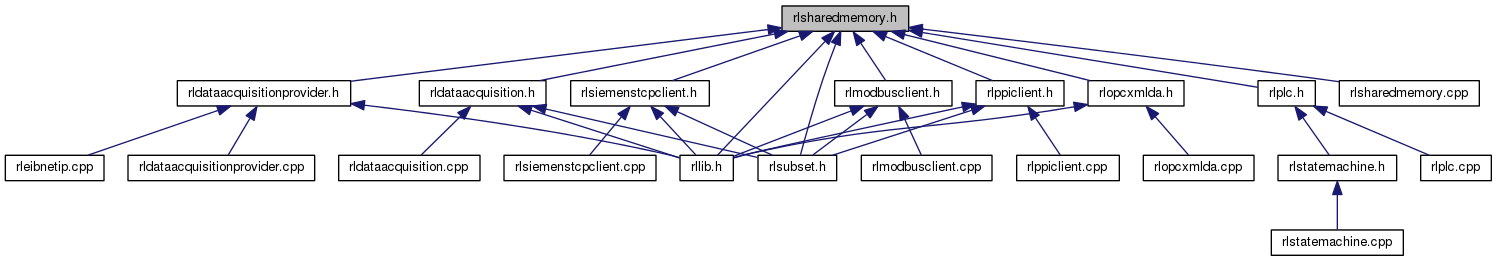 rlsharedmemory.h
rldataacquisitionprovider.h
rldataacquisition.h
rlsiemenstcpclient.h
rlmodbusclient.h
rlppiclient.h
rlopcxmlda.h
rlplc.h
rlsharedmemory.cpp
rleibnetip.cpp
rldataacquisitionprovider.cpp
rldataacquisition.cpp
rlsiemenstcpclient.cpp
rllib.h
rlsubset.h
rlmodbusclient.cpp
rlppiclient.cpp
rlopcxmlda.cpp
rlstatemachine.h
rlplc.cpp
rlstatemachine.cpp